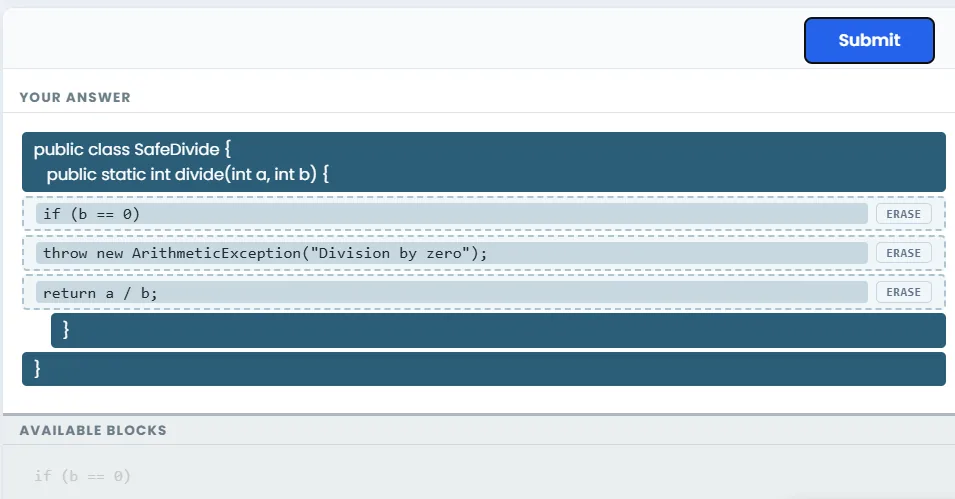 Submit
YOUR ANSWER
public class SafeDivide {
public static int divide(int a, int b) {
if (b == 0)
ERASE
throw new ArithmeticException("Division by zero");
ERASE
return a / b;
ERASE
}
}
AVAILABLE BLOCKS
if (b == 0)